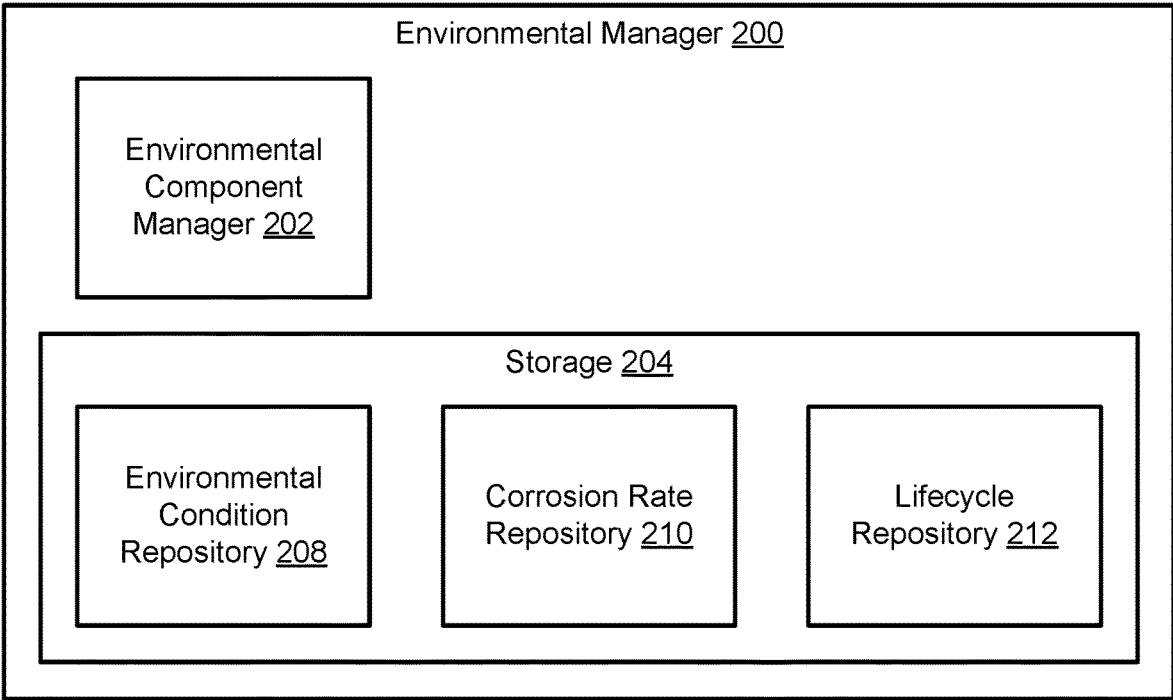 Environmental Manager 200
Environmental
Component
Manager 202
Storage 204
Environmental
Condition
Repository 208
Corrosion Rate
Repository 210
Lifecycle
Repository 212